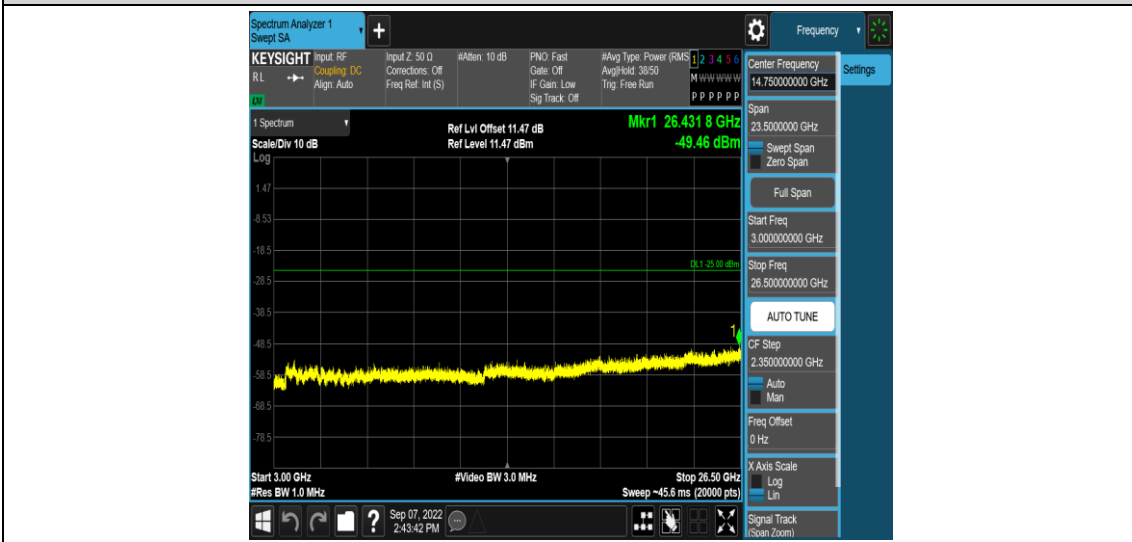 Spectrum Analyzer 1
Swept SA
+
Frequency
KEYSIGHT
RL
LXI
Input: RF
Coupling: DC
Align: Auto
Input Z: 50 Ω
Corrections: Off
Freq Ref: Int (S)
#Atten: 10 dB
PNO: Fast
Gate: Off
IF Gain: Low
Sig Track: Off
#Avg Type: Power (RMS
Avg|Hold: 38/50
Trig: Free Run
1 2 3 4 5 6
M W W W W W
P P P P P P
1 Spectrum
Scale/Div 10 dB
Ref Lvl Offset 11.47 dB
Ref Level 11.47 dBm
Mkr1 26.431 8 GHz
-49.46 dBm
Log
1.47
-8.53
-18.5
DL1 -25.00 dBm
-28.5
-38.5
1
-48.5
-58.5
-68.5
-78.5
Start 3.00 GHz
#Res BW 1.0 MHz
#Video BW 3.0 MHz
Stop 26.50 GHz
Sweep ~45.6 ms (20000 pts)
Center Frequency
14.750000000 GHz
Settings
Span
23.5000000 GHz
Swept Span
Zero Span
Full Span
Start Freq
3.000000000 GHz
Stop Freq
26.500000000 GHz
AUTO TUNE
CF Step
2.350000000 GHz
Auto
Man
Freq Offset
0 Hz
X Axis Scale
Log
Lin
Signal Track
(Span Zoom)
?
Sep 07, 2022
2:43:42 PM